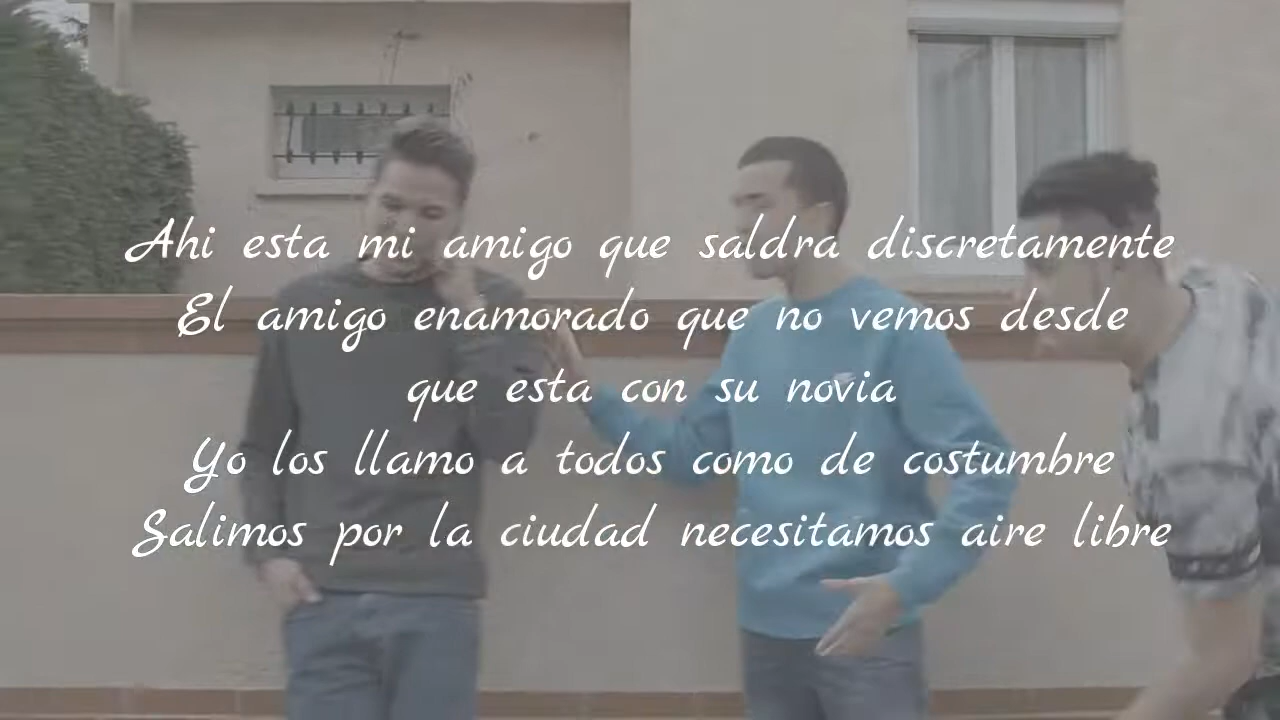 Ahi esta mi amigo que saldra discretamente
El amigo enamorado que no vemos desde
que esta con su novia
Yo los llamo a todos como de costumbre
Salimos por la ciudad necesitamos aire libre